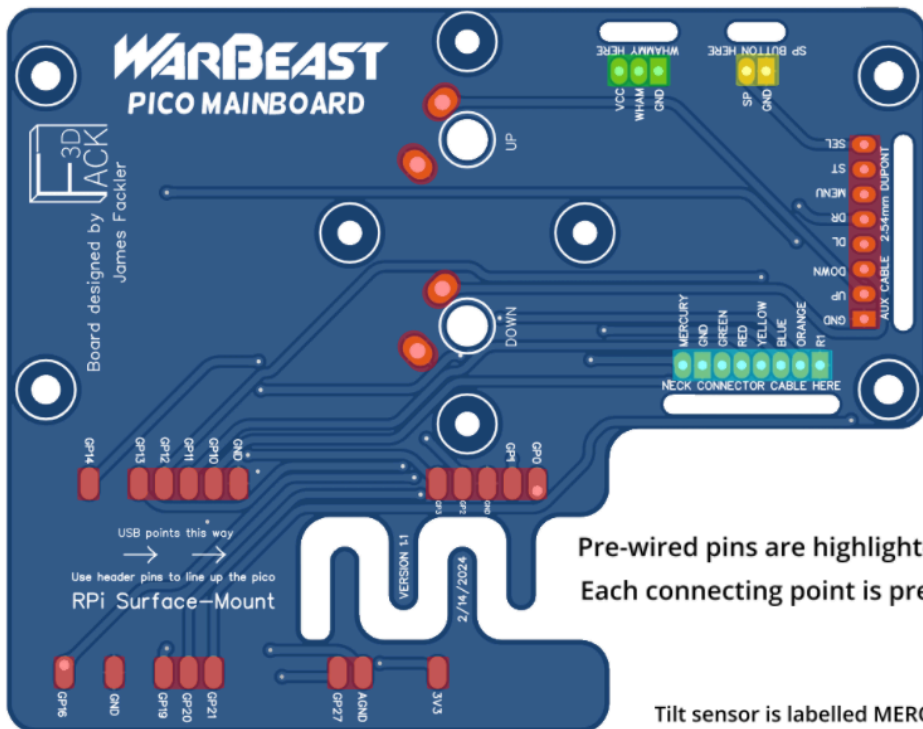 WARBEAST
PICO MAINBOARD
F3D
FACK
Board designed by
James Fackler
WHAMMY HERE
VCC
WHAM
GND
SP BUTTON HERE
SP
GND
UP
DOWN
SEL
ST
MENU
DR
DL
DOWN
UP
GND
AUX CABLE 2.54mm DUPONT
MERCURY
GND
GREEN
RED
YELLOW
BLUE
ORANGE
R1
NECK CONNECTOR CABLE HERE
GP14
GP13
GP12
GP11
GP10
GND
GP3
GP2
GND
GP1
GP0
USB points this way
Use header pins to line up the pico
RPi Surface-Mount
VERSION 1.1
2/14/2024
GP16
GND
GP19
GP20
GP21
GP27
AGND
3V3
Pre-wired pins are highlight
Each connecting point is pre
Tilt sensor is labelled MERC